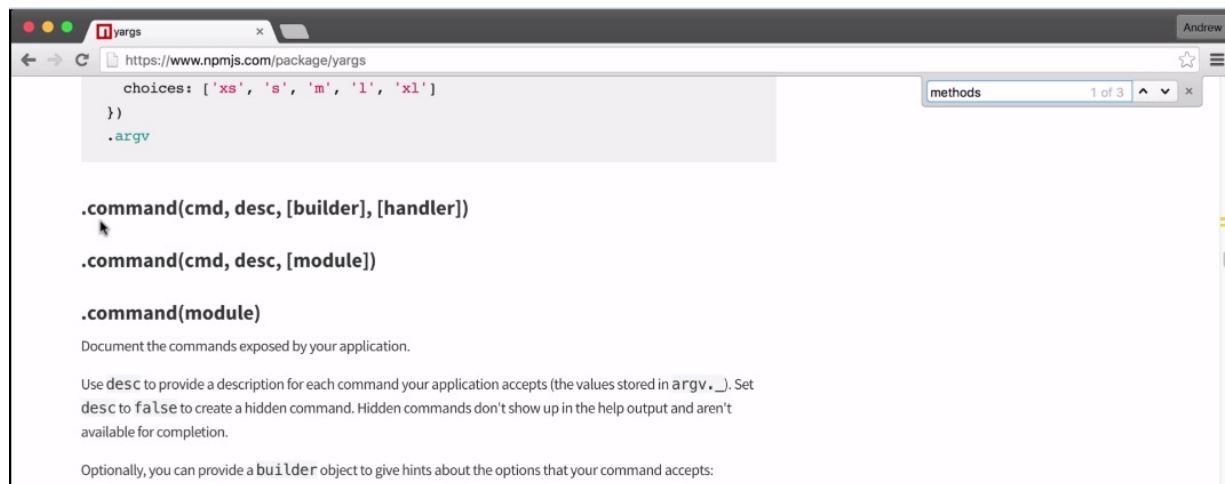 yargs
Andrew
https://www.npmjs.com/package/yargs
methods 1 of 3
choices: ['xs', 's', 'm', 'l', 'xl']
})
.argv
.command(cmd, desc, [builder], [handler])
.command(cmd, desc, [module])
.command(module)
Document the commands exposed by your application.
Use desc to provide a description for each command your application accepts (the values stored in argv._). Set
desc to false to create a hidden command. Hidden commands don't show up in the help output and aren't
available for completion.
Optionally, you can provide a builder object to give hints about the options that your command accepts: